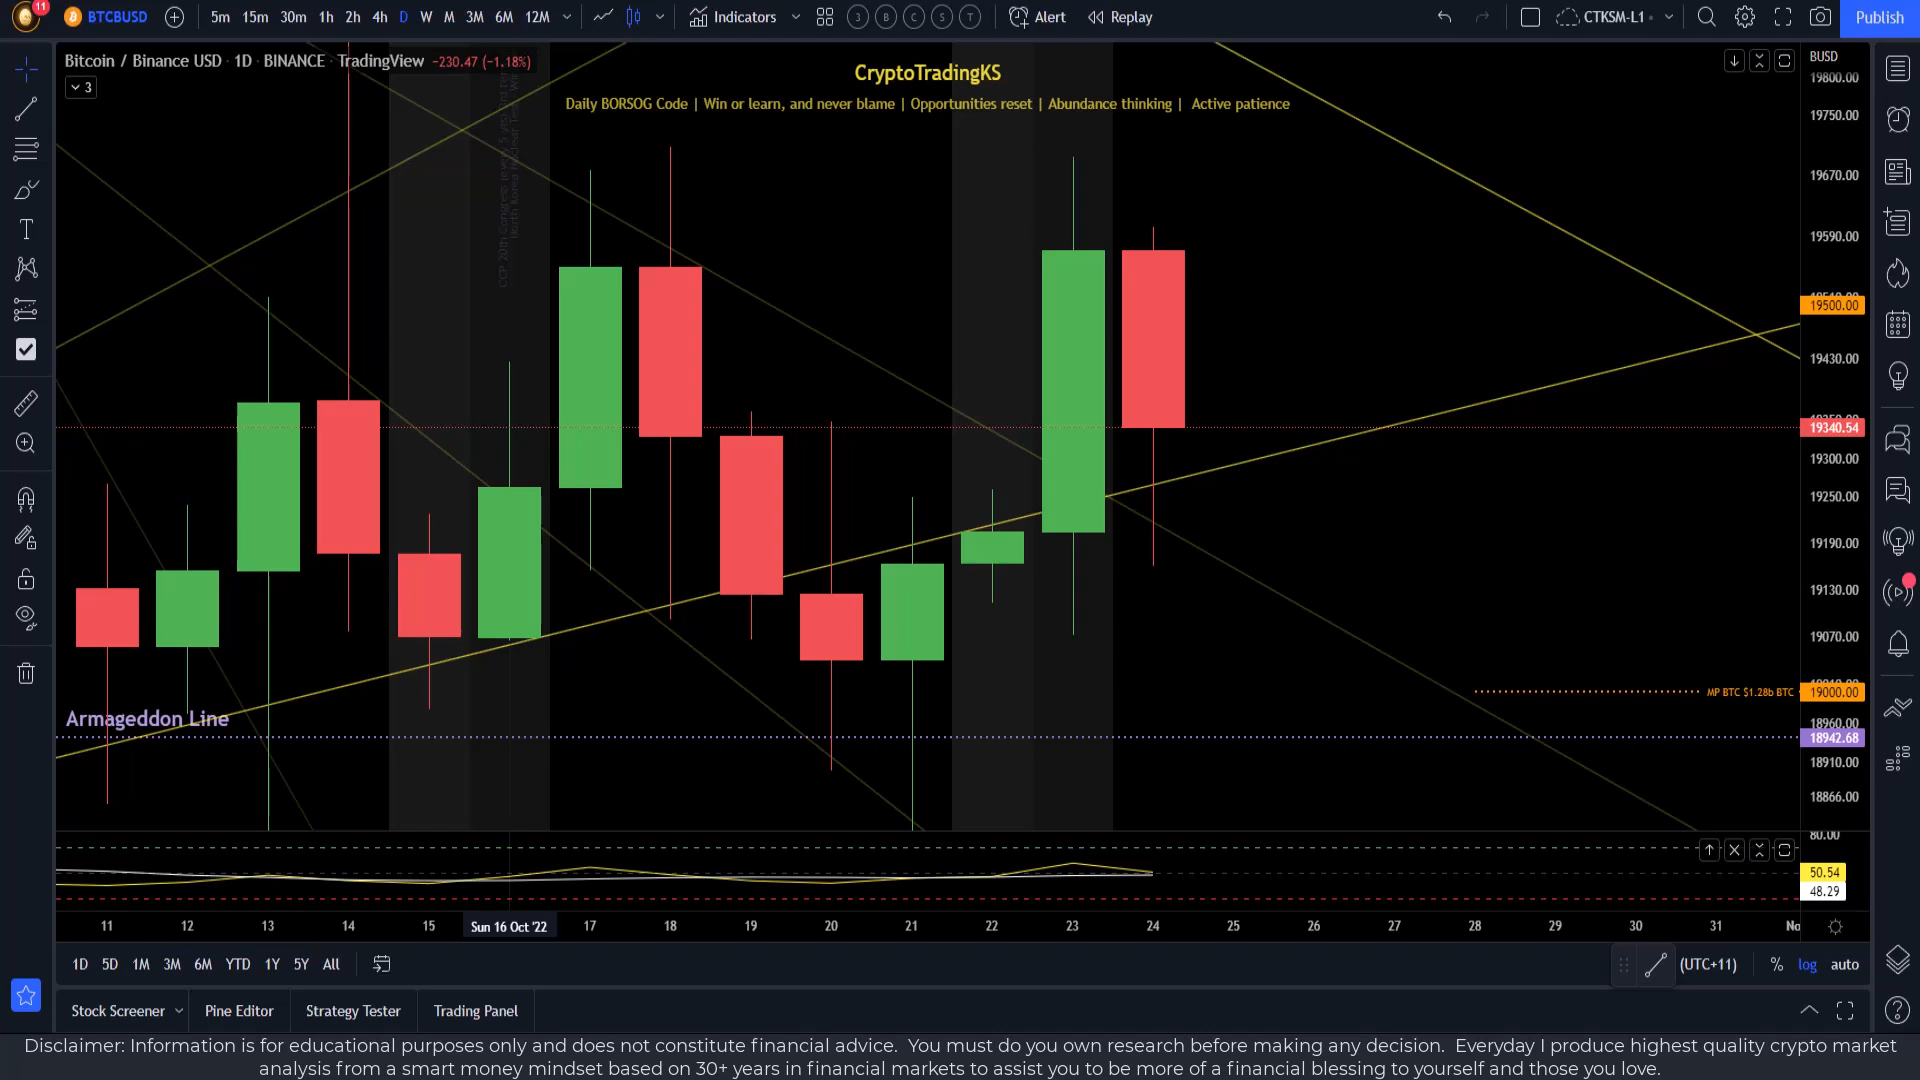 11
BTCBUSD
5m 15m 30m 1h 2h 4h D W M 3M 6M 12M
Indicators
3 B C S T
Alert
Replay
CTKSM-L1
Publish
Bitcoin / Binance USD · 1D · BINANCE · TradingView -230.47 (-1.18%)
3
CryptoTradingKS
Daily BORSOG Code | Win or learn, and never blame | Opportunities reset | Abundance thinking | Active patience
BUSD
19800.00
19750.00
19670.00
19590.00
19500.00
19430.00
19340.54
19300.00
19250.00
19190.00
19130.00
19070.00
MP BTC $1.28b BTC
19000.00
18960.00
Armageddon Line
18942.68
18910.00
18866.00
80.00
50.54
48.29
11 12 13 14 15 Sun 16 Oct '22 17 18 19 20 21 22 23 24 25 26 27 28 29 30 31 No
1D 5D 1M 3M 6M YTD 1Y 5Y All
(UTC+11) % log auto
Stock Screener Pine Editor Strategy Tester Trading Panel
Disclaimer: Information is for educational purposes only and does not constitute financial advice. You must do you own research before making any decision. Everyday I produce highest quality crypto market
analysis from a smart money mindset based on 30+ years in financial markets to assist you to be more of a financial blessing to yourself and those you love.